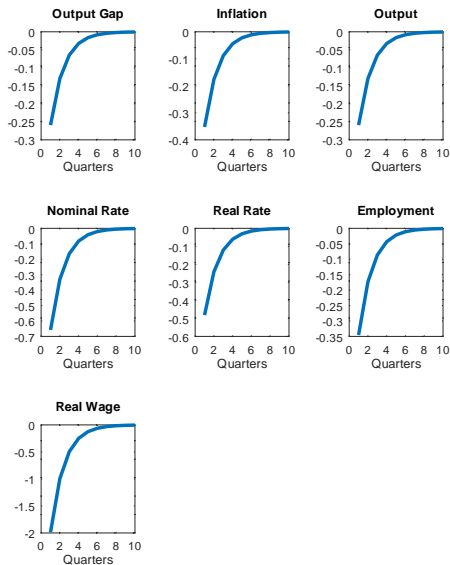 Output Gap
0
-0.05
-0.1
-0.15
-0.2
-0.25
-0.3
0 2 4 6 8 10
Quarters
Inflation
0
-0.1
-0.2
-0.3
-0.4
0 2 4 6 8 10
Quarters
Output
0
-0.05
-0.1
-0.15
-0.2
-0.25
-0.3
0 2 4 6 8 10
Quarters
Nominal Rate
0
-0.1
-0.2
-0.3
-0.4
-0.5
-0.6
-0.7
0 2 4 6 8 10
Quarters
Real Rate
0
-0.1
-0.2
-0.3
-0.4
-0.5
-0.6
0 2 4 6 8 10
Quarters
Employment
0
-0.05
-0.1
-0.15
-0.2
-0.25
-0.3
-0.35
0 2 4 6 8 10
Quarters
Real Wage
0
-0.5
-1
-1.5
-2
0 2 4 6 8 10
Quarters